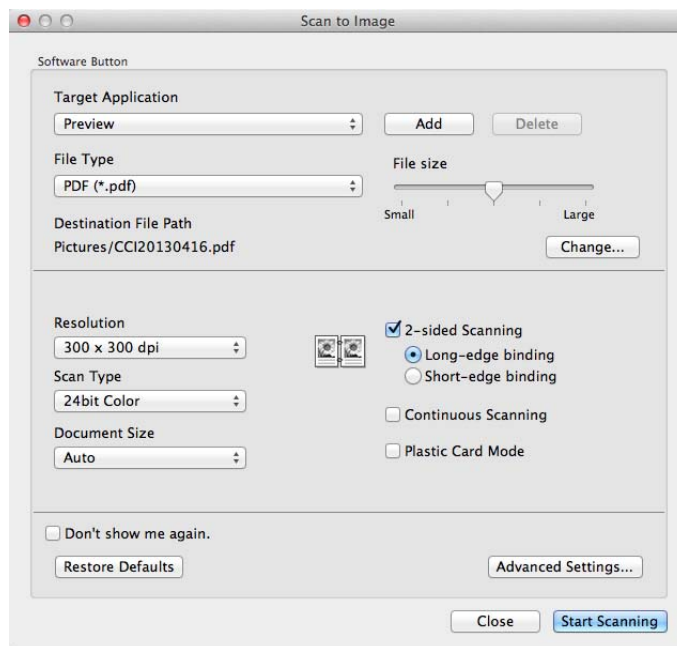 Scan to Image
Software Button
Target Application
Preview
Add
Delete
File Type
File size
PDF (*.pdf)
Small
Large
Destination File Path
Pictures/CCI20130416.pdf
Change...
Resolution
2-sided Scanning
300 x 300 dpi
Long-edge binding
Scan Type
Short-edge binding
24bit Color
Continuous Scanning
Document Size
Auto
Plastic Card Mode
Don't show me again.
Restore Defaults
Advanced Settings...
Close
Start Scanning